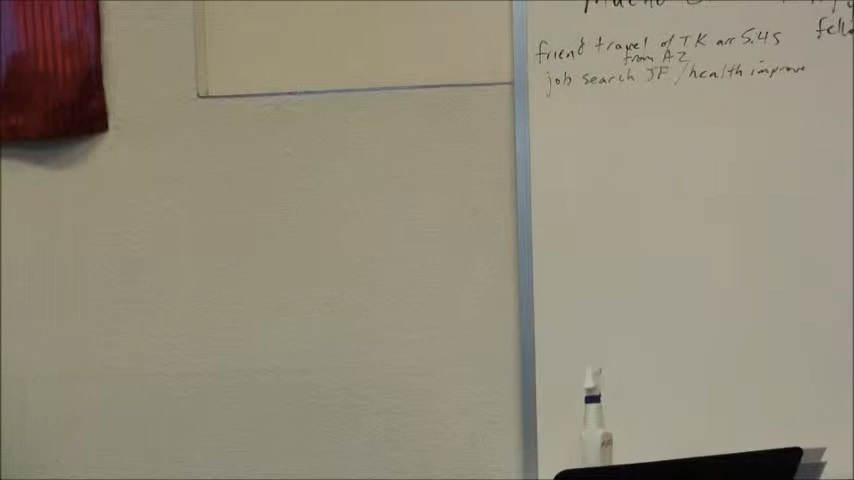 friend travel of TK arr 5:45
from AZ
job search JF / health improve